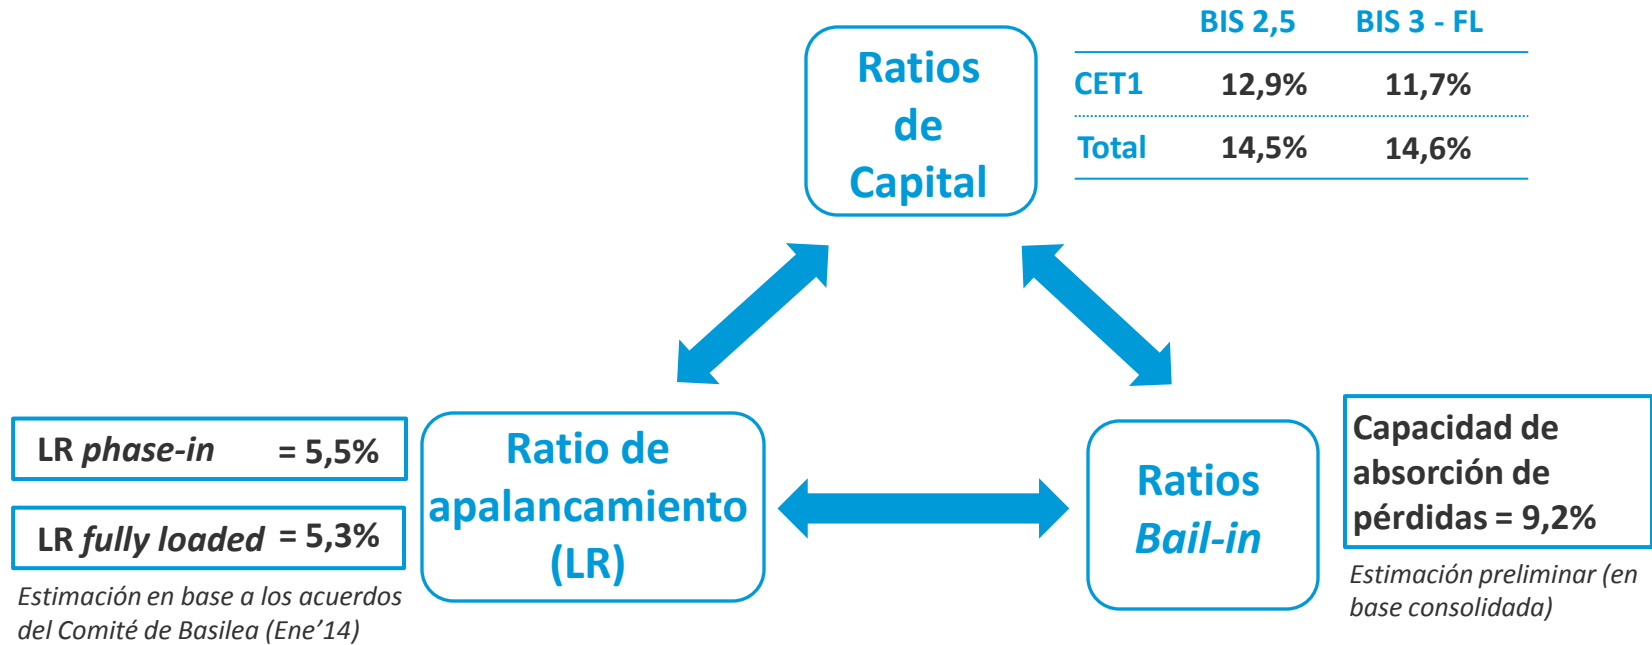 BIS 2,5 BIS 3 - FL
Ratios
de
Capital
CET1 12,9% 11,7%
Total 14,5% 14,6%
LR phase-in = 5,5%
LR fully loaded = 5,3%
Estimación en base a los acuerdos
del Comité de Basilea (Ene’14)
Ratio de
apalancamiento
(LR)
Ratios
Bail-in
Capacidad de
absorción de
pérdidas = 9,2%
Estimación preliminar (en
base consolidada)